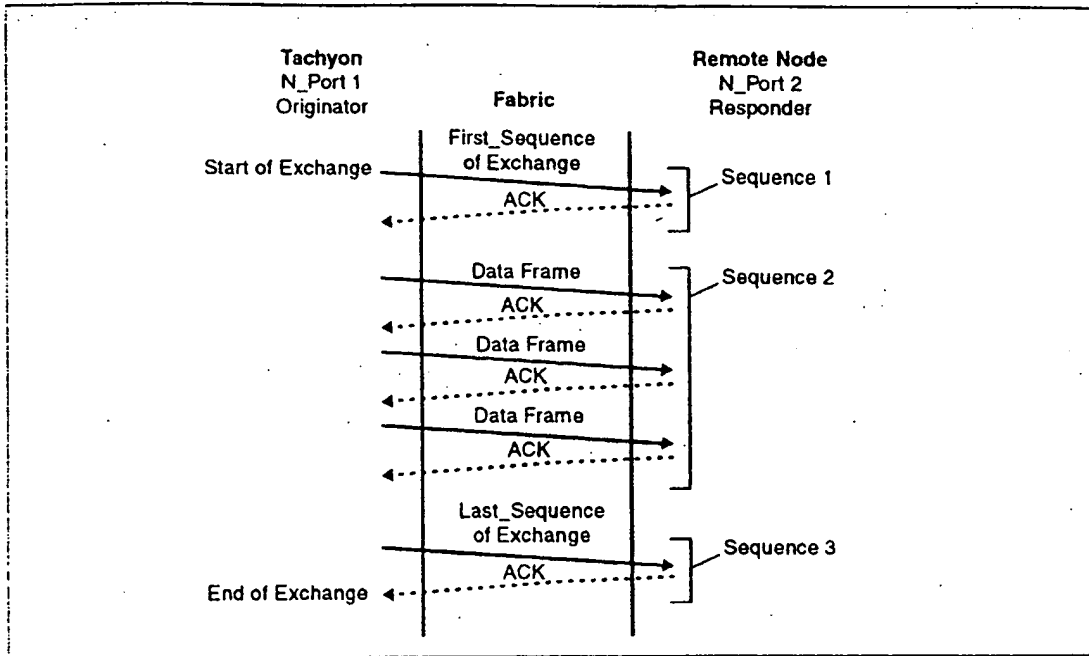 Tachyon
N_Port 1
Originator
Fabric
Remote Node
N_Port 2
Responder
Start of Exchange
First_Sequence
of Exchange
ACK
Sequence 1
Data Frame
ACK
Sequence 2
Data Frame
ACK
Data Frame
ACK
Last_Sequence
of Exchange
ACK
Sequence 3
End of Exchange